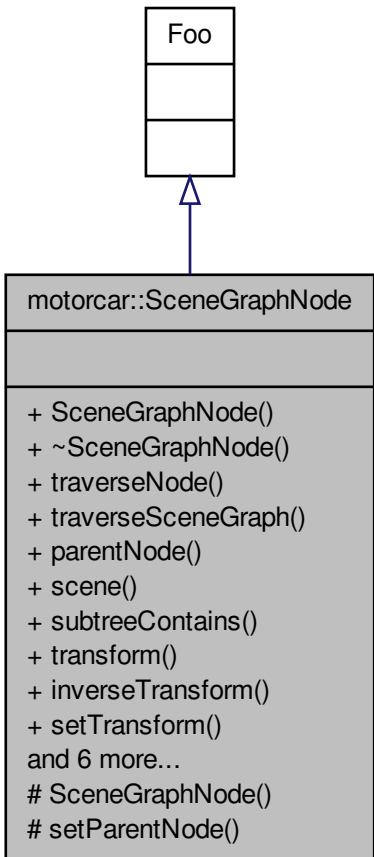 Foo
motorcar::SceneGraphNode
+ SceneGraphNode()
+ ~SceneGraphNode()
+ traverseNode()
+ traverseSceneGraph()
+ parentNode()
+ scene()
+ subtreeContains()
+ transform()
+ inverseTransform()
+ setTransform()
and 6 more...
# SceneGraphNode()
# setParentNode()